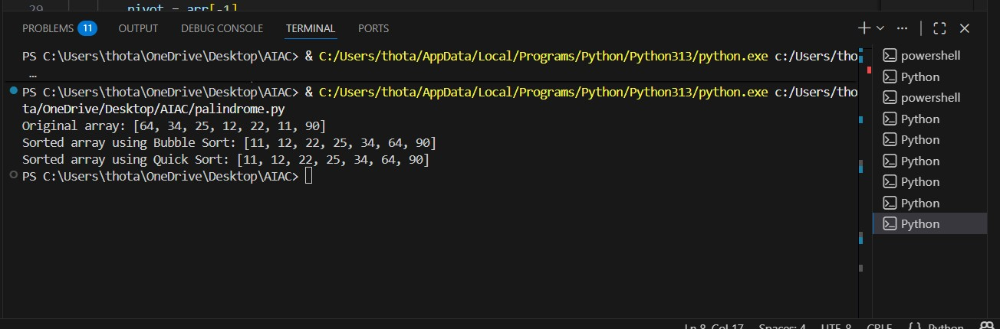 29 pivot = arr[-1]
PROBLEMS 11 OUTPUT DEBUG CONSOLE TERMINAL PORTS
PS C:\Users\thota\OneDrive\Desktop\AIAC> & C:/Users/thota/AppData/Local/Programs/Python/Python313/python.exe c:/Users/tho
…
PS C:\Users\thota\OneDrive\Desktop\AIAC> & C:/Users/thota/AppData/Local/Programs/Python/Python313/python.exe c:/Users/tho
ta/OneDrive/Desktop/AIAC/palindrome.py
Original array: [64, 34, 25, 12, 22, 11, 90]
Sorted array using Bubble Sort: [11, 12, 22, 25, 34, 64, 90]
Sorted array using Quick Sort: [11, 12, 22, 25, 34, 64, 90]
PS C:\Users\thota\OneDrive\Desktop\AIAC>
powershell
Python
powershell
Python
Python
Python
Python
Python
Python
Ln 8, Col 17 Spaces: 4 UTF-8 CRLF { } Python